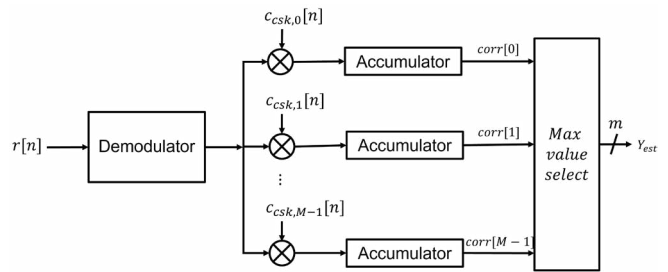 c_{csk,0}[n]
Accumulator
corr[0]
c_{csk,1}[n]
r[n]
Demodulator
Accumulator
corr[1]
Max
value
select
m
Y_{est}
⋮
c_{csk,M−1}[n]
Accumulator
corr[M − 1]